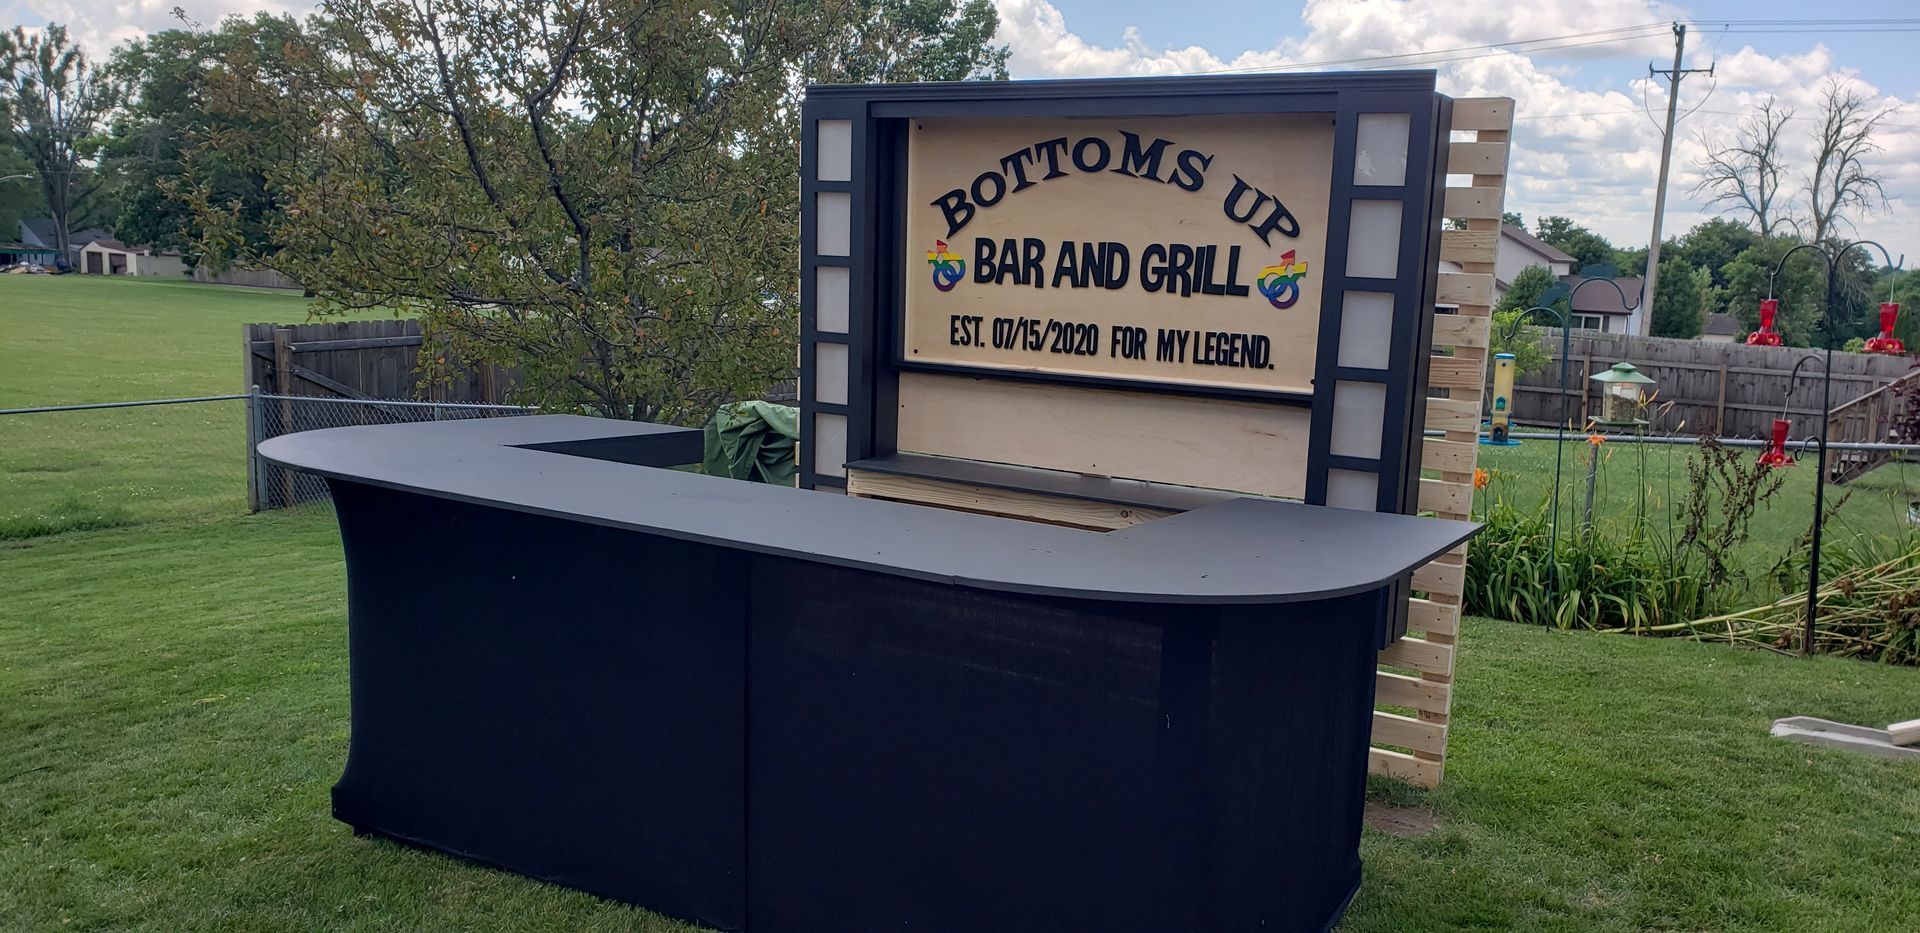 BOTTOMS UP
BAR AND GRILL
EST. 07/15/2020 FOR MY LEGEND.